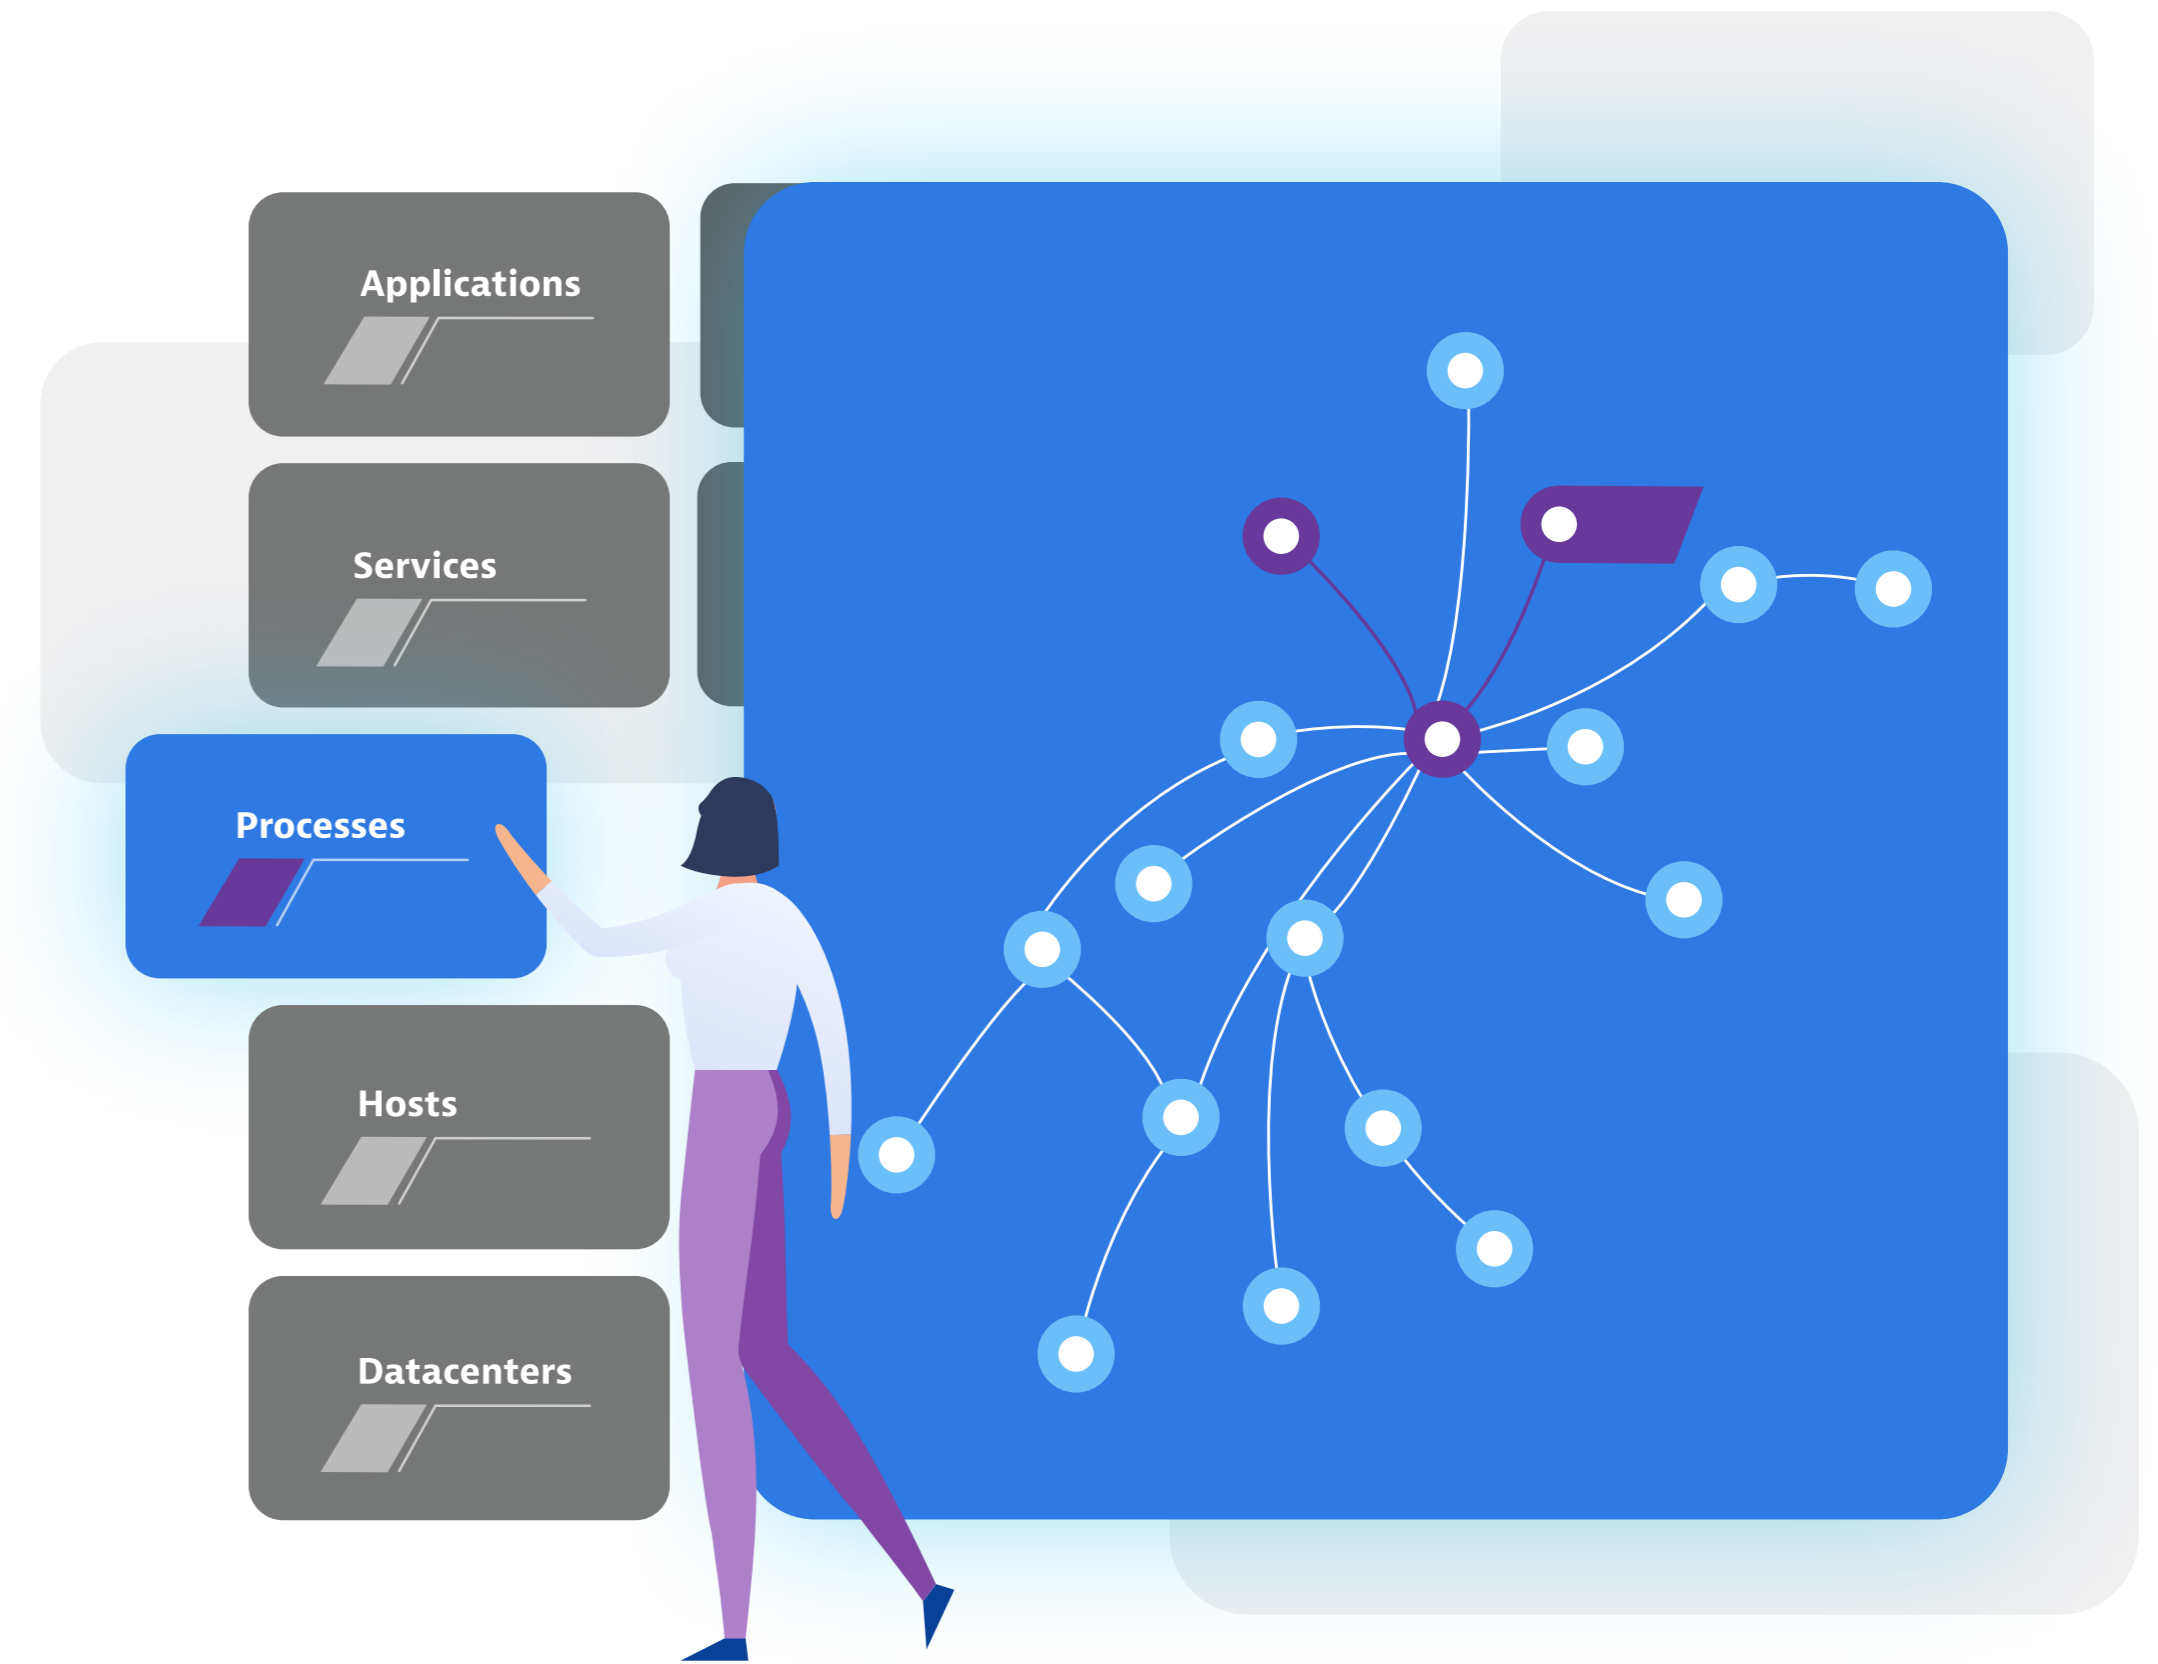 Applications
Services
Processes
Hosts
Datacenters